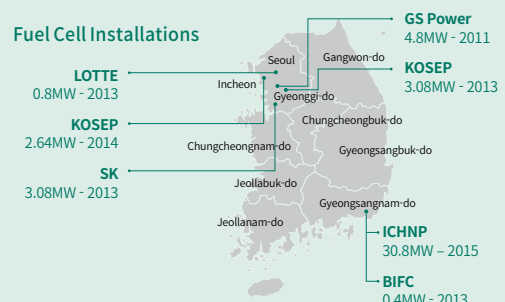 Fuel Cell Installations
GS Power
4.8MW - 2011
KOSEP
3.08MW - 2013
LOTTE
0.8MW - 2013
KOSEP
2.64MW - 2014
SK
3.08MW - 2013
Seoul
Gangwon-do
Incheon
Gyeonggi-do
Chungcheongbuk-do
Chungcheongnam-do
Gyeongsangbuk-do
Jeollabuk-do
Gyeongsangnam-do
Jeollanam-do
ICHNP
30.8MW – 2015
BIFC
0.4MW - 2013